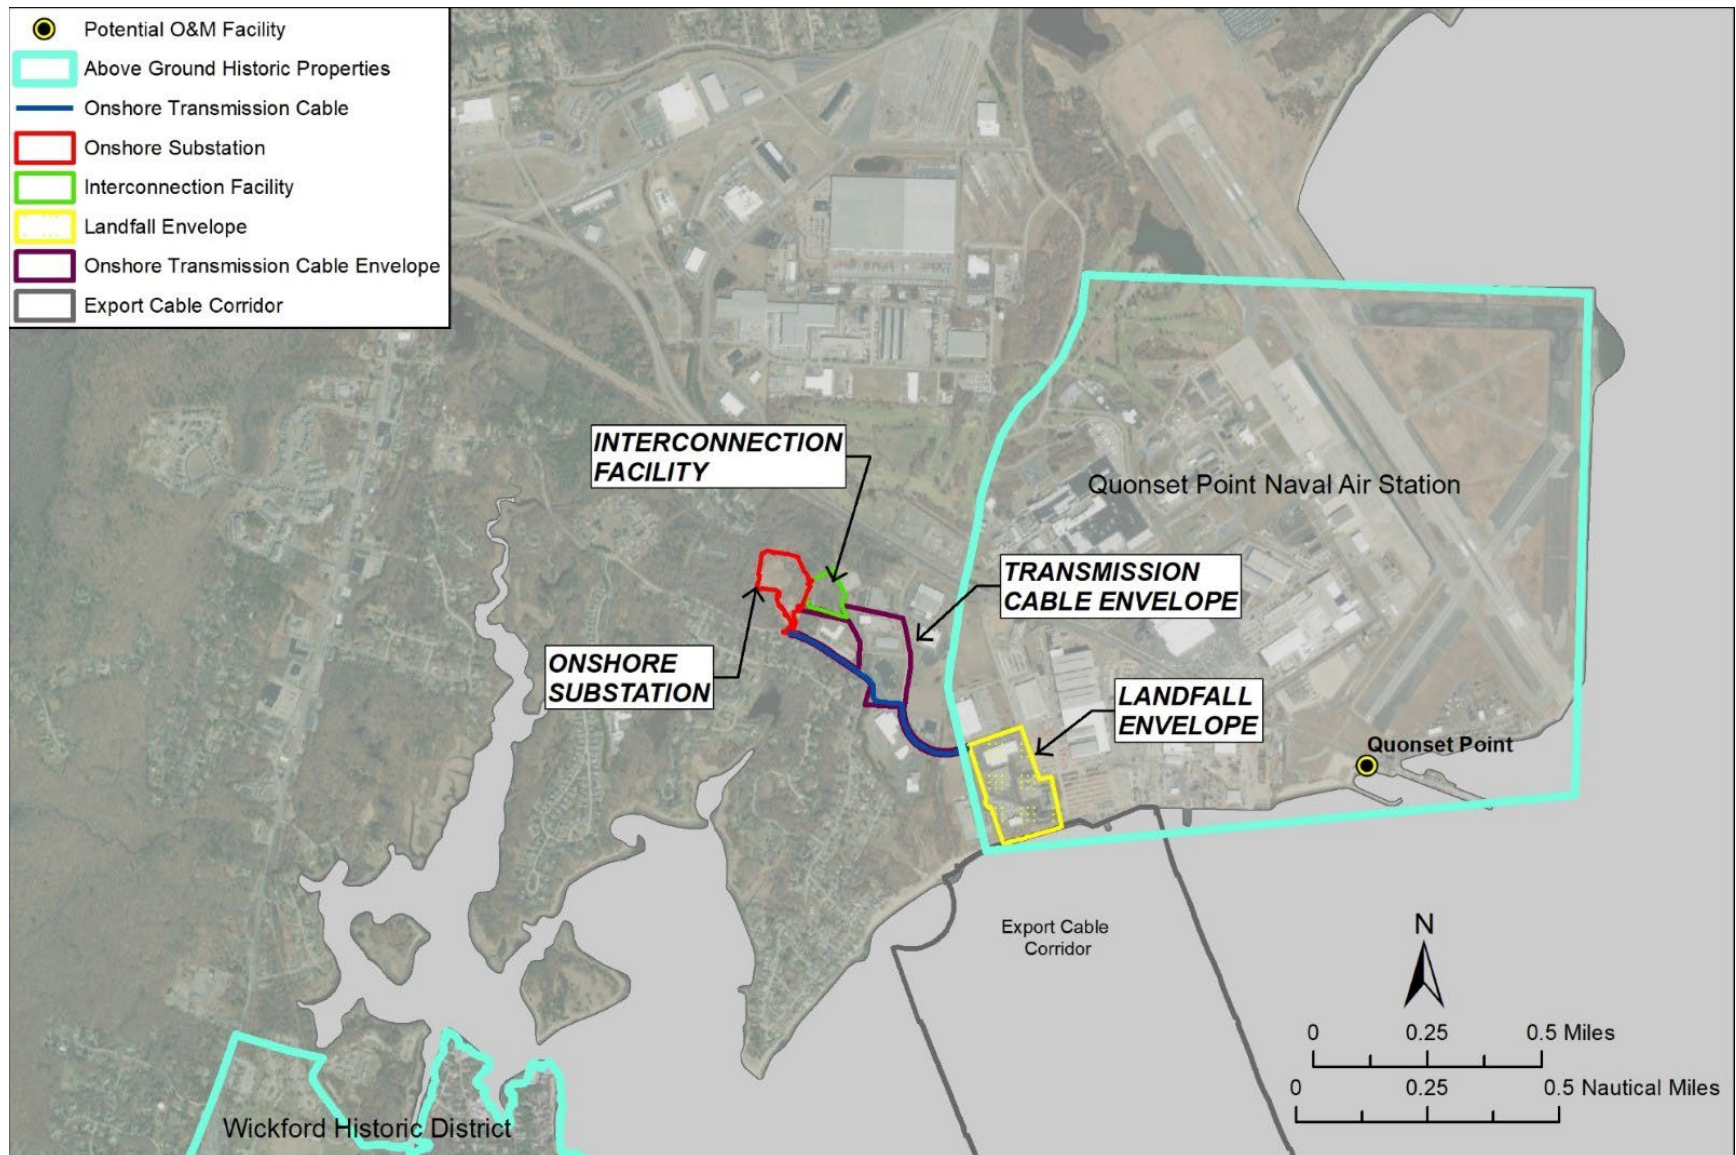 Potential O&M Facility
Above Ground Historic Properties
Onshore Transmission Cable
Onshore Substation
Interconnection Facility
Landfall Envelope
Onshore Transmission Cable Envelope
Export Cable Corridor
INTERCONNECTION
FACILITY
Quonset Point Naval Air Station
TRANSMISSION
CABLE ENVELOPE
ONSHORE
SUBSTATION
LANDFALL
ENVELOPE
Quonset Point
Export Cable
Corridor
N
0 0.25 0.5 Miles
0 0.25 0.5 Nautical Miles
Wickford Historic District